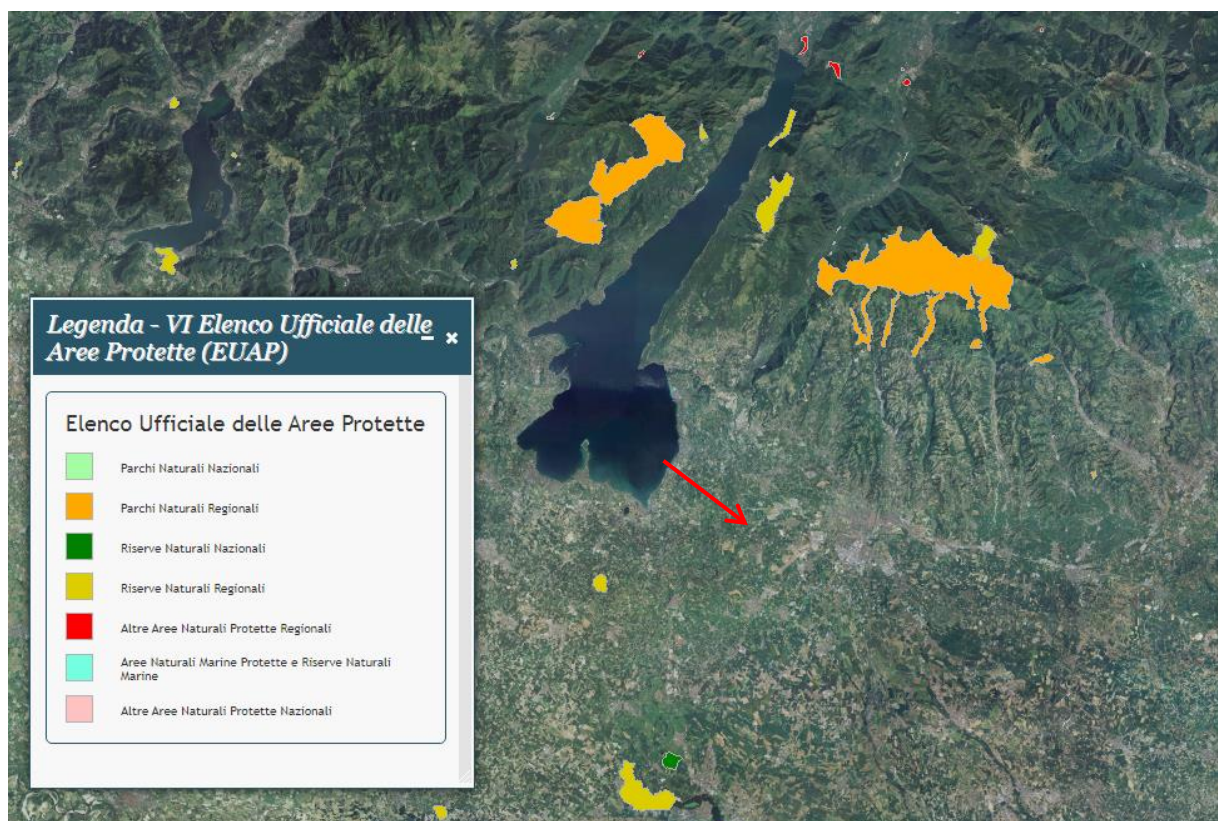 Legenda - VI Elenco Ufficiale delle
Aree Protette (EUAP)
Elenco Ufficiale delle Aree Protette
Parchi Naturali Nazionali
Parchi Naturali Regionali
Riserve Naturali Nazionali
Riserve Naturali Regionali
Altre Aree Naturali Protette Regionali
Aree Naturali Marine Protette e Riserve Naturali
Marine
Altre Aree Naturali Protette Nazionali